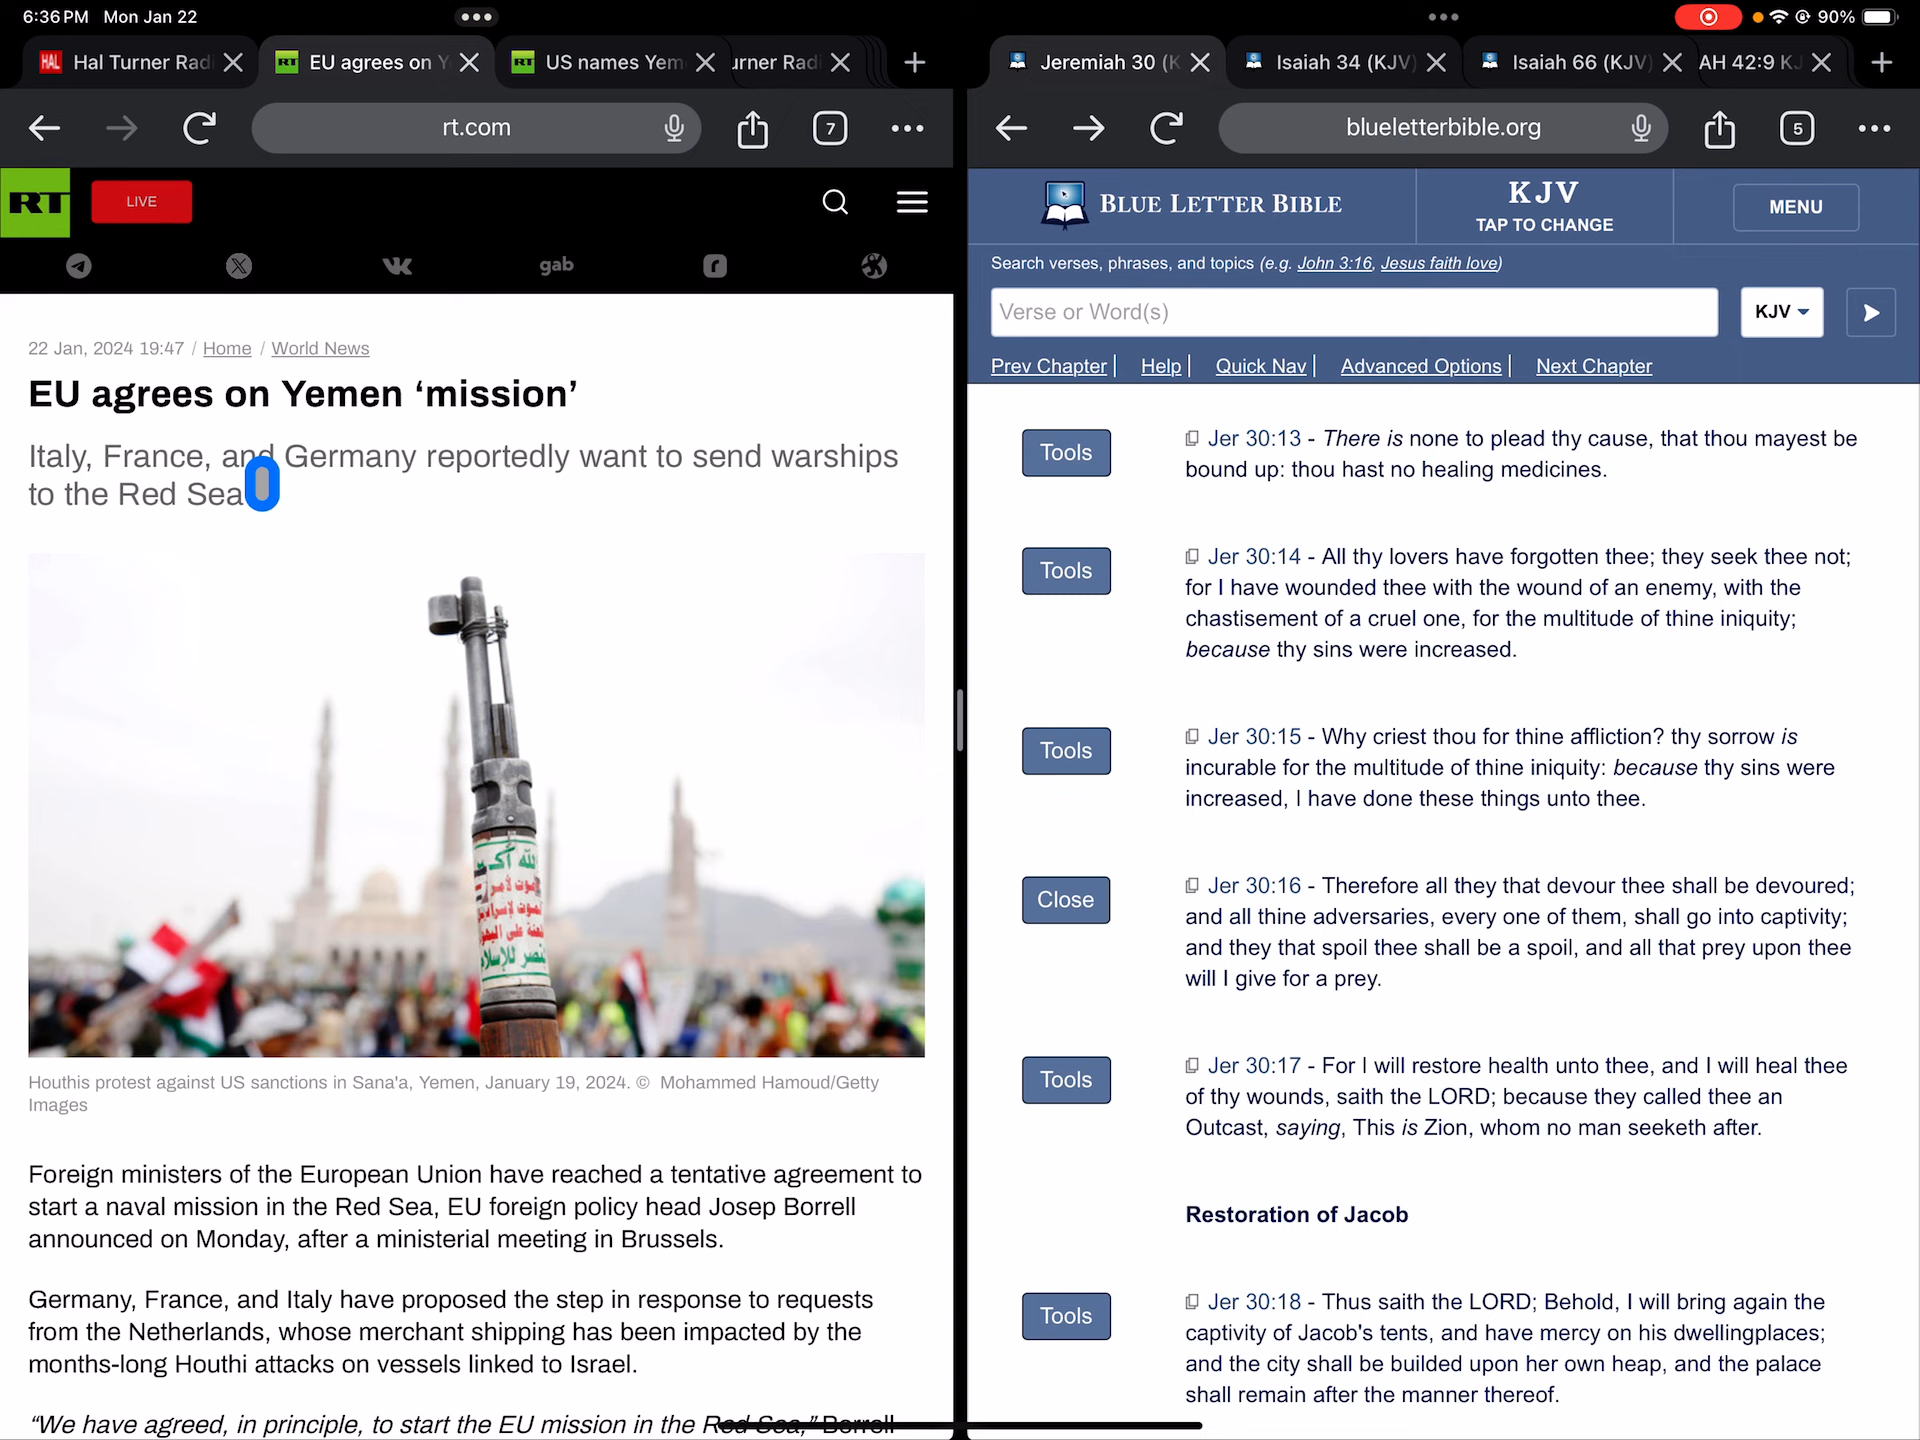 6:36 PM Mon Jan 22
90%
Hal Turner Radi
EU agrees on Y
US names Yem
urner Radi
rt.com
7
RT
LIVE
gab
22 Jan, 2024 19:47 / Home / World News
EU agrees on Yemen ‘mission’
Italy, France, and Germany reportedly want to send warships
to the Red Sea
الله أكبر
Houthis protest against US sanctions in Sana'a, Yemen, January 19, 2024. © Mohammed Hamoud/Getty
Images
Foreign ministers of the European Union have reached a tentative agreement to
start a naval mission in the Red Sea, EU foreign policy head Josep Borrell
announced on Monday, after a ministerial meeting in Brussels.
Germany, France, and Italy have proposed the step in response to requests
from the Netherlands, whose merchant shipping has been impacted by the
months-long Houthi attacks on vessels linked to Israel.
“We have agreed, in principle, to start the EU mission in the Red Sea,” Borrell
Jeremiah 30 (K
Isaiah 34 (KJV)
Isaiah 66 (KJV)
AH 42:9 KJ
blueletterbible.org
5
BLUE LETTER BIBLE
KJV
TAP TO CHANGE
MENU
Search verses, phrases, and topics (e.g. John 3:16, Jesus faith love)
Verse or Word(s)
KJV
Prev Chapter | Help | Quick Nav | Advanced Options | Next Chapter
Tools
Jer 30:13 - There is none to plead thy cause, that thou mayest be
bound up: thou hast no healing medicines.
Tools
Jer 30:14 - All thy lovers have forgotten thee; they seek thee not;
for I have wounded thee with the wound of an enemy, with the
chastisement of a cruel one, for the multitude of thine iniquity;
because thy sins were increased.
Tools
Jer 30:15 - Why criest thou for thine affliction? thy sorrow is
incurable for the multitude of thine iniquity: because thy sins were
increased, I have done these things unto thee.
Close
Jer 30:16 - Therefore all they that devour thee shall be devoured;
and all thine adversaries, every one of them, shall go into captivity;
and they that spoil thee shall be a spoil, and all that prey upon thee
will I give for a prey.
Tools
Jer 30:17 - For I will restore health unto thee, and I will heal thee
of thy wounds, saith the LORD; because they called thee an
Outcast, saying, This is Zion, whom no man seeketh after.
Restoration of Jacob
Tools
Jer 30:18 - Thus saith the LORD; Behold, I will bring again the
captivity of Jacob's tents, and have mercy on his dwellingplaces;
and the city shall be builded upon her own heap, and the palace
shall remain after the manner thereof.